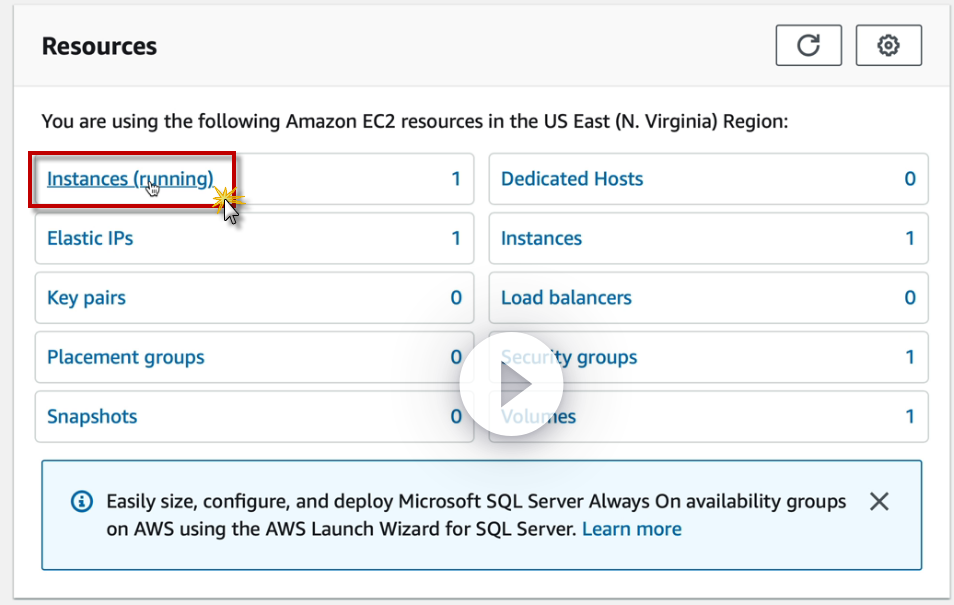 Resources
You are using the following Amazon EC2 resources in the US East (N. Virginia) Region:
Instances (running) 1
Dedicated Hosts 0
Elastic IPs 1
Instances 1
Key pairs 0
Load balancers 0
Placement groups 0
Security groups 1
Snapshots 0
Volumes 1
Easily size, configure, and deploy Microsoft SQL Server Always On availability groups
on AWS using the AWS Launch Wizard for SQL Server. Learn more